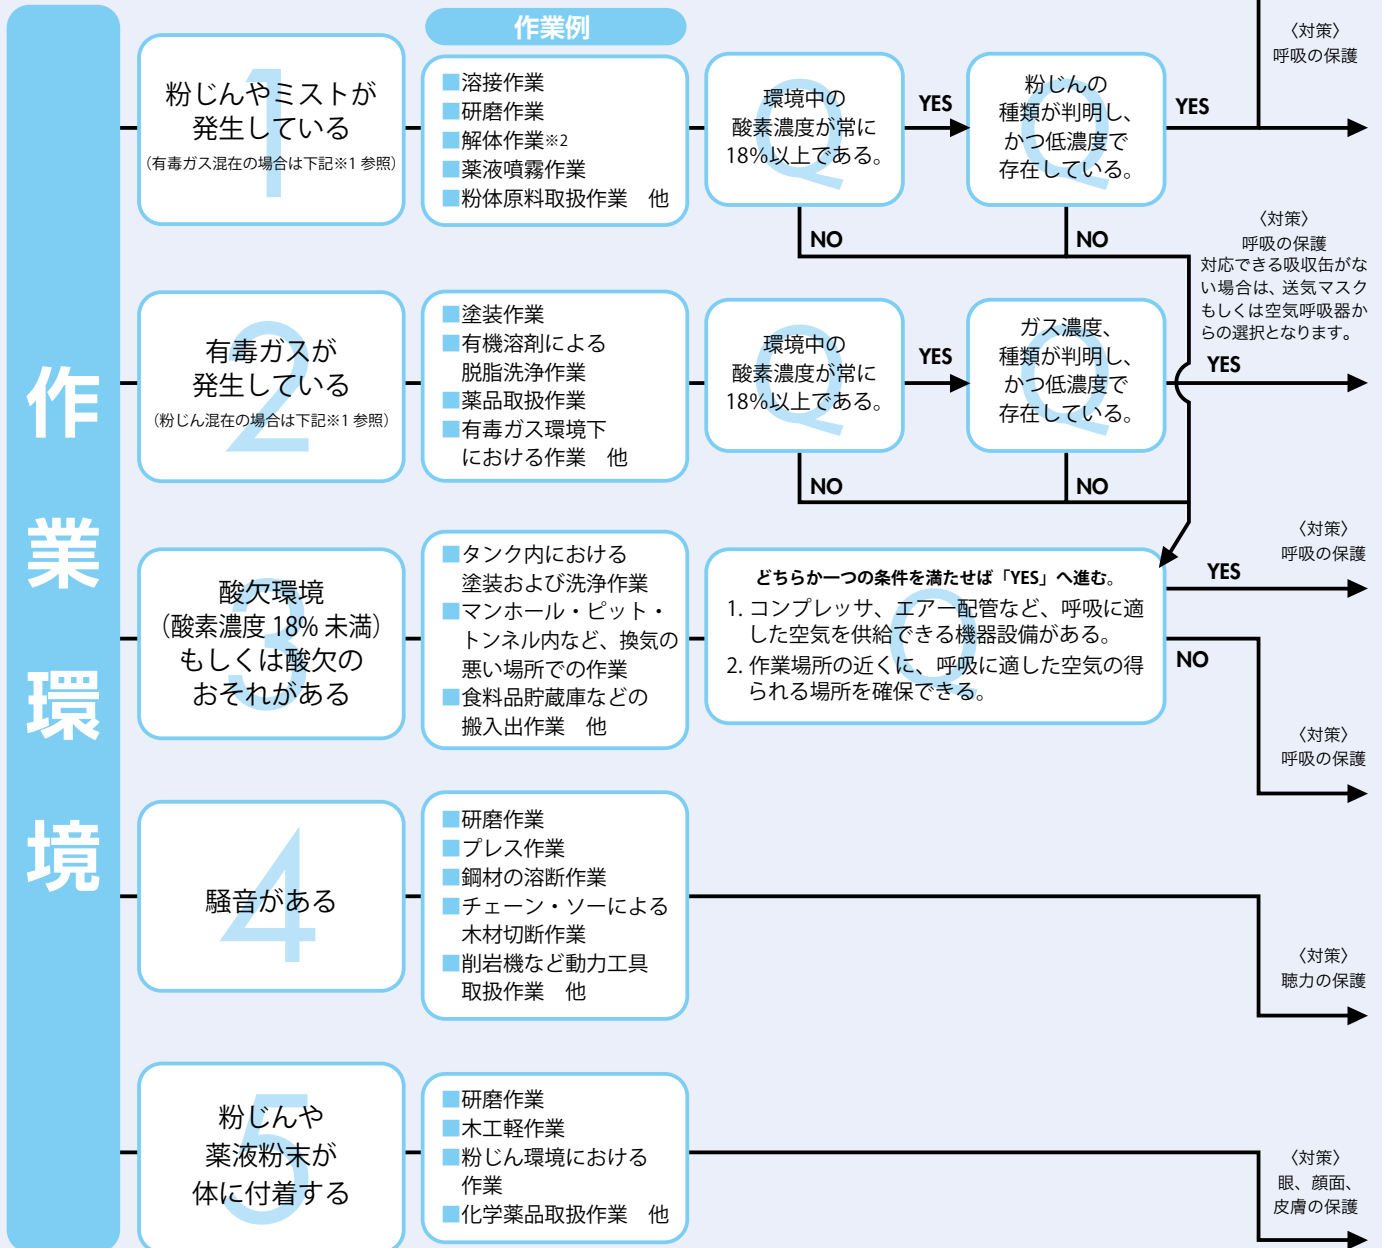 作業環境
作業例
1
粉じんやミストが
発生している
(有毒ガス混在の場合は下記※1 参照)
■溶接作業
■研磨作業
■解体作業※2
■薬液噴霧作業
■粉体原料取扱作業 他
Q
環境中の
酸素濃度が常に
18%以上である。
YES
NO
Q
粉じんの
種類が判明し、
かつ低濃度で
存在している。
YES
NO
〈対策〉
呼吸の保護
2
有毒ガスが
発生している
(粉じん混在の場合は下記※1 参照)
■塗装作業
■有機溶剤による
脱脂洗浄作業
■薬品取扱作業
■有毒ガス環境下
における作業 他
Q
環境中の
酸素濃度が常に
18%以上である。
YES
NO
Q
ガス濃度、
種類が判明し、
かつ低濃度で
存在している。
YES
NO
〈対策〉
呼吸の保護
対応できる吸収缶がな
い場合は、送気マスク
もしくは空気呼吸器か
らの選択となります。
3
酸欠環境
(酸素濃度 18% 未満)
もしくは酸欠の
おそれがある
■タンク内における
塗装および洗浄作業
■マンホール・ピット・
トンネル内など、換気の
悪い場所での作業
■食料品貯蔵庫などの
搬入出作業 他
Q
どちらか一つの条件を満たせば「YES」へ進む。
1. コンプレッサ、エアー配管など、呼吸に適
した空気を供給できる機器設備がある。
2. 作業場所の近くに、呼吸に適した空気の得
られる場所を確保できる。
YES
〈対策〉
呼吸の保護
NO
〈対策〉
呼吸の保護
4
騒音がある
■研磨作業
■プレス作業
■鋼材の溶断作業
■チェーン・ソーによる
木材切断作業
■削岩機など動力工具
取扱作業 他
〈対策〉
聴力の保護
5
粉じんや
薬液粉末が
体に付着する
■研磨作業
■木工軽作業
■粉じん環境における
作業
■化学薬品取扱作業 他
〈対策〉
眼、顔面、
皮膚の保護